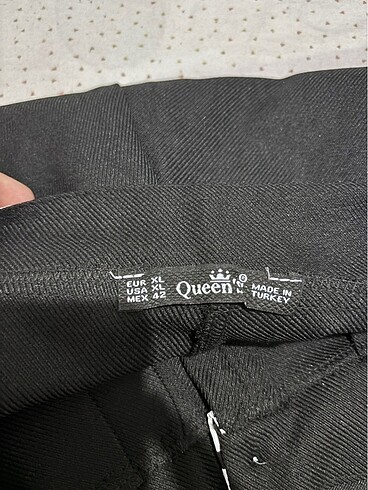 EUR XL
USA XL
MEX 42
Queen's
MADE IN
TURKEY